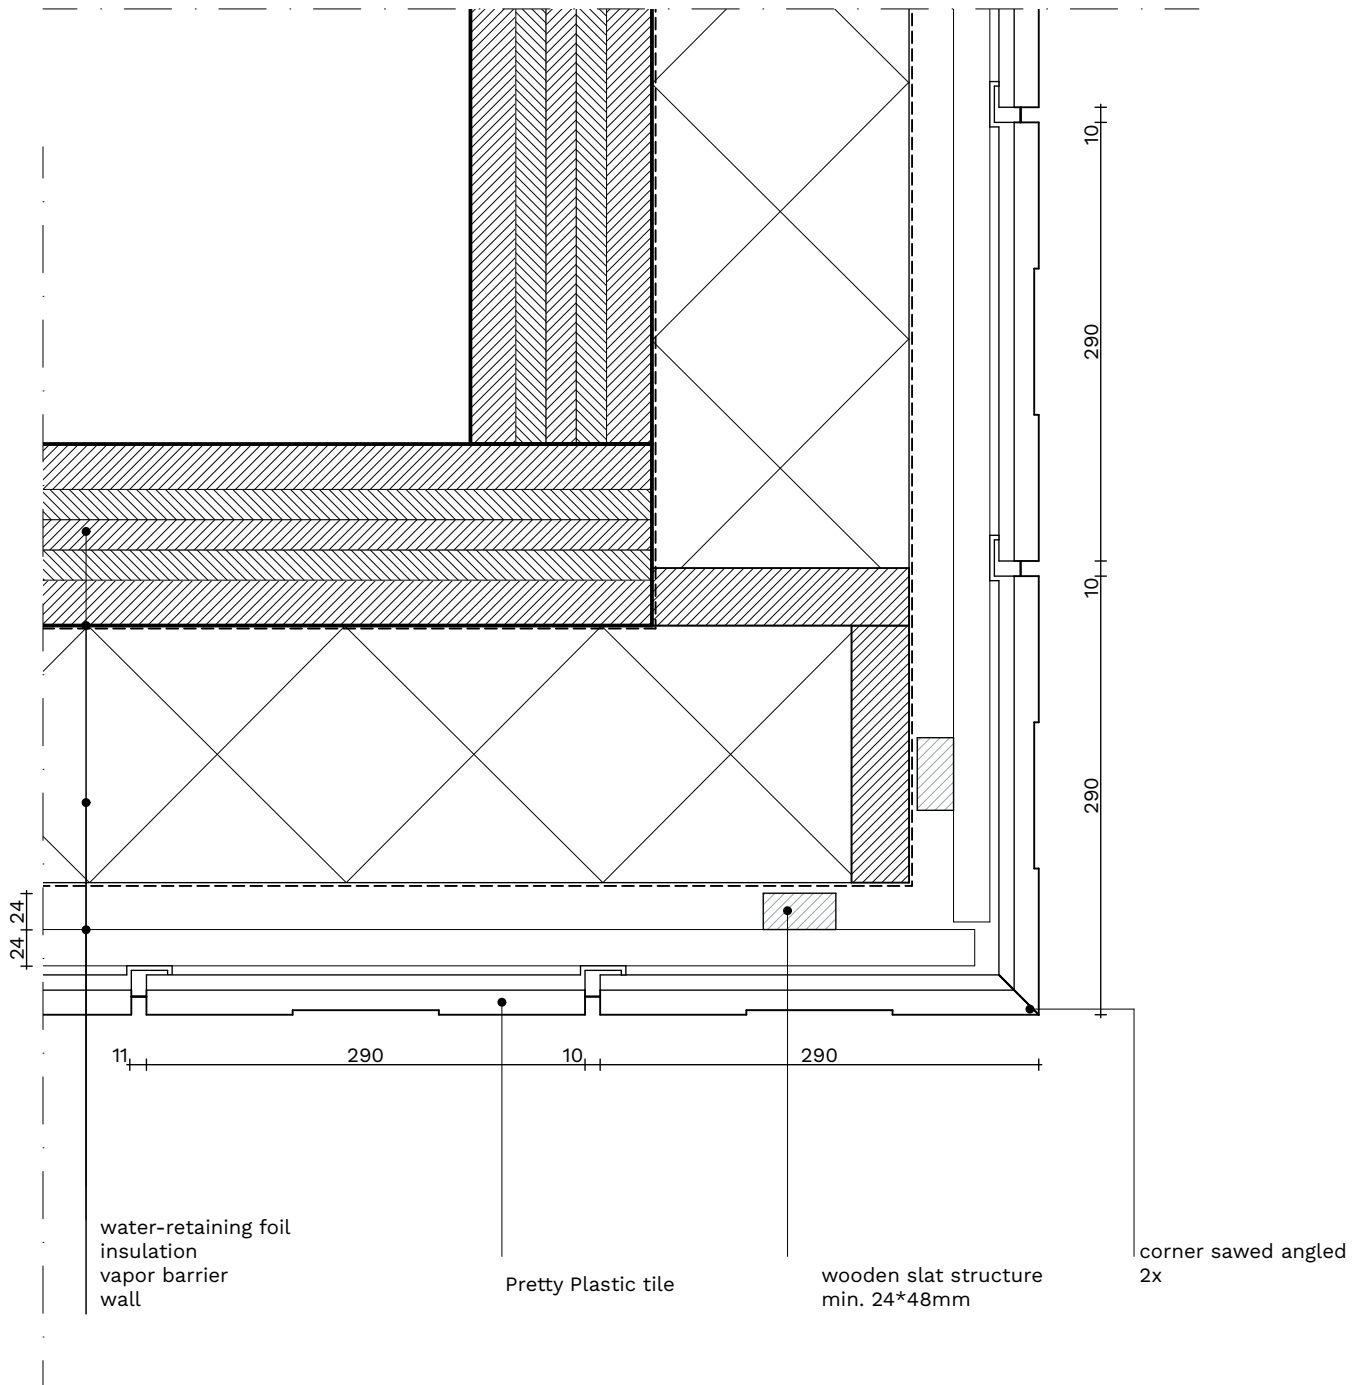 10
290
10
290
24
24
11
290
10
290
water-retaining foil
insulation
vapor barrier
wall
Pretty Plastic tile
wooden slat structure
min. 24*48mm
corner sawed angled
2x